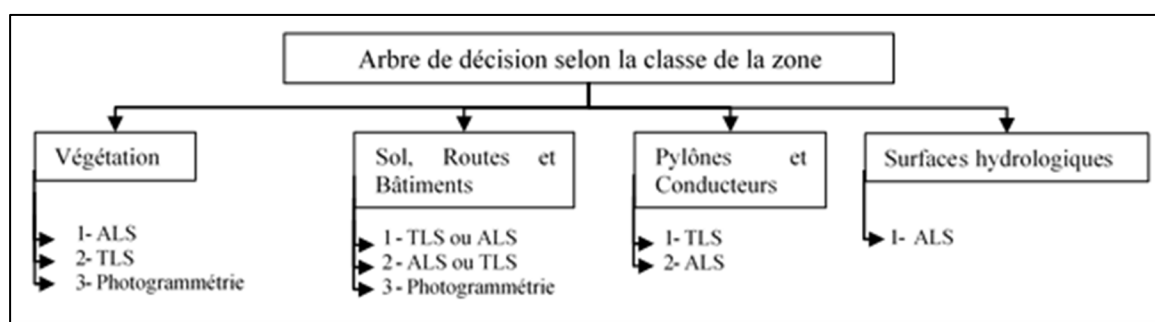 Arbre de décision selon la classe de la zone
Végétation
1- ALS
2- TLS
3- Photogrammétrie
Sol, Routes et
Bâtiments
1 - TLS ou ALS
2 - ALS ou TLS
3 - Photogrammétrie
Pylônes et
Conducteurs
1- TLS
2- ALS
Surfaces hydrologiques
1- ALS